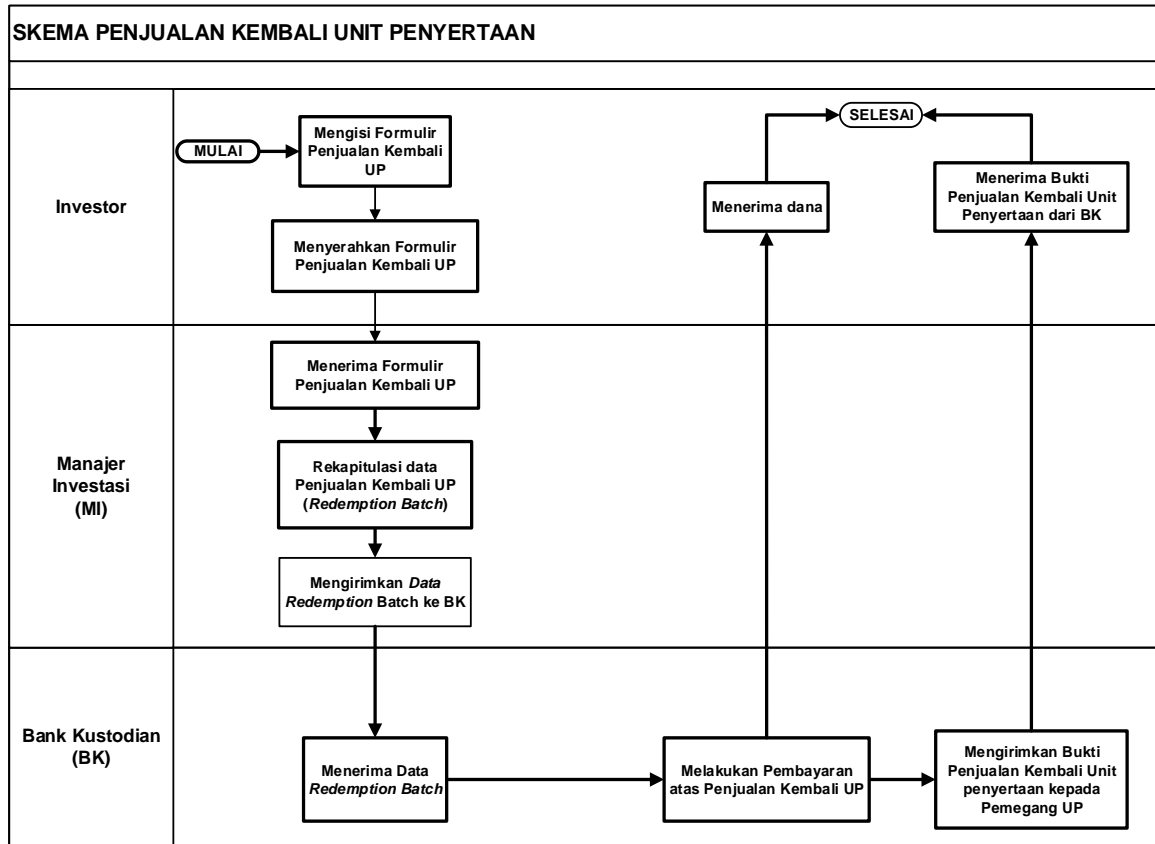 SKEMA PENJUALAN KEMBALI UNIT PENYERTAAN
Investor
MULAI
Mengisi Formulir
Penjualan Kembali
UP
Menyerahkan Formulir
Penjualan Kembali UP
SELESAI
Menerima dana
Menerima Bukti
Penjualan Kembali Unit
Penyertaan dari BK
Manajer
Investasi
(MI)
Menerima Formulir
Penjualan Kembali UP
Rekapitulasi data
Penjualan Kembali UP
(Redemption Batch)
Mengirimkan Data
Redemption Batch ke BK
Bank Kustodian
(BK)
Menerima Data
Redemption Batch
Melakukan Pembayaran
atas Penjualan Kembali UP
Mengirimkan Bukti
Penjualan Kembali Unit
penyertaan kepada
Pemegang UP